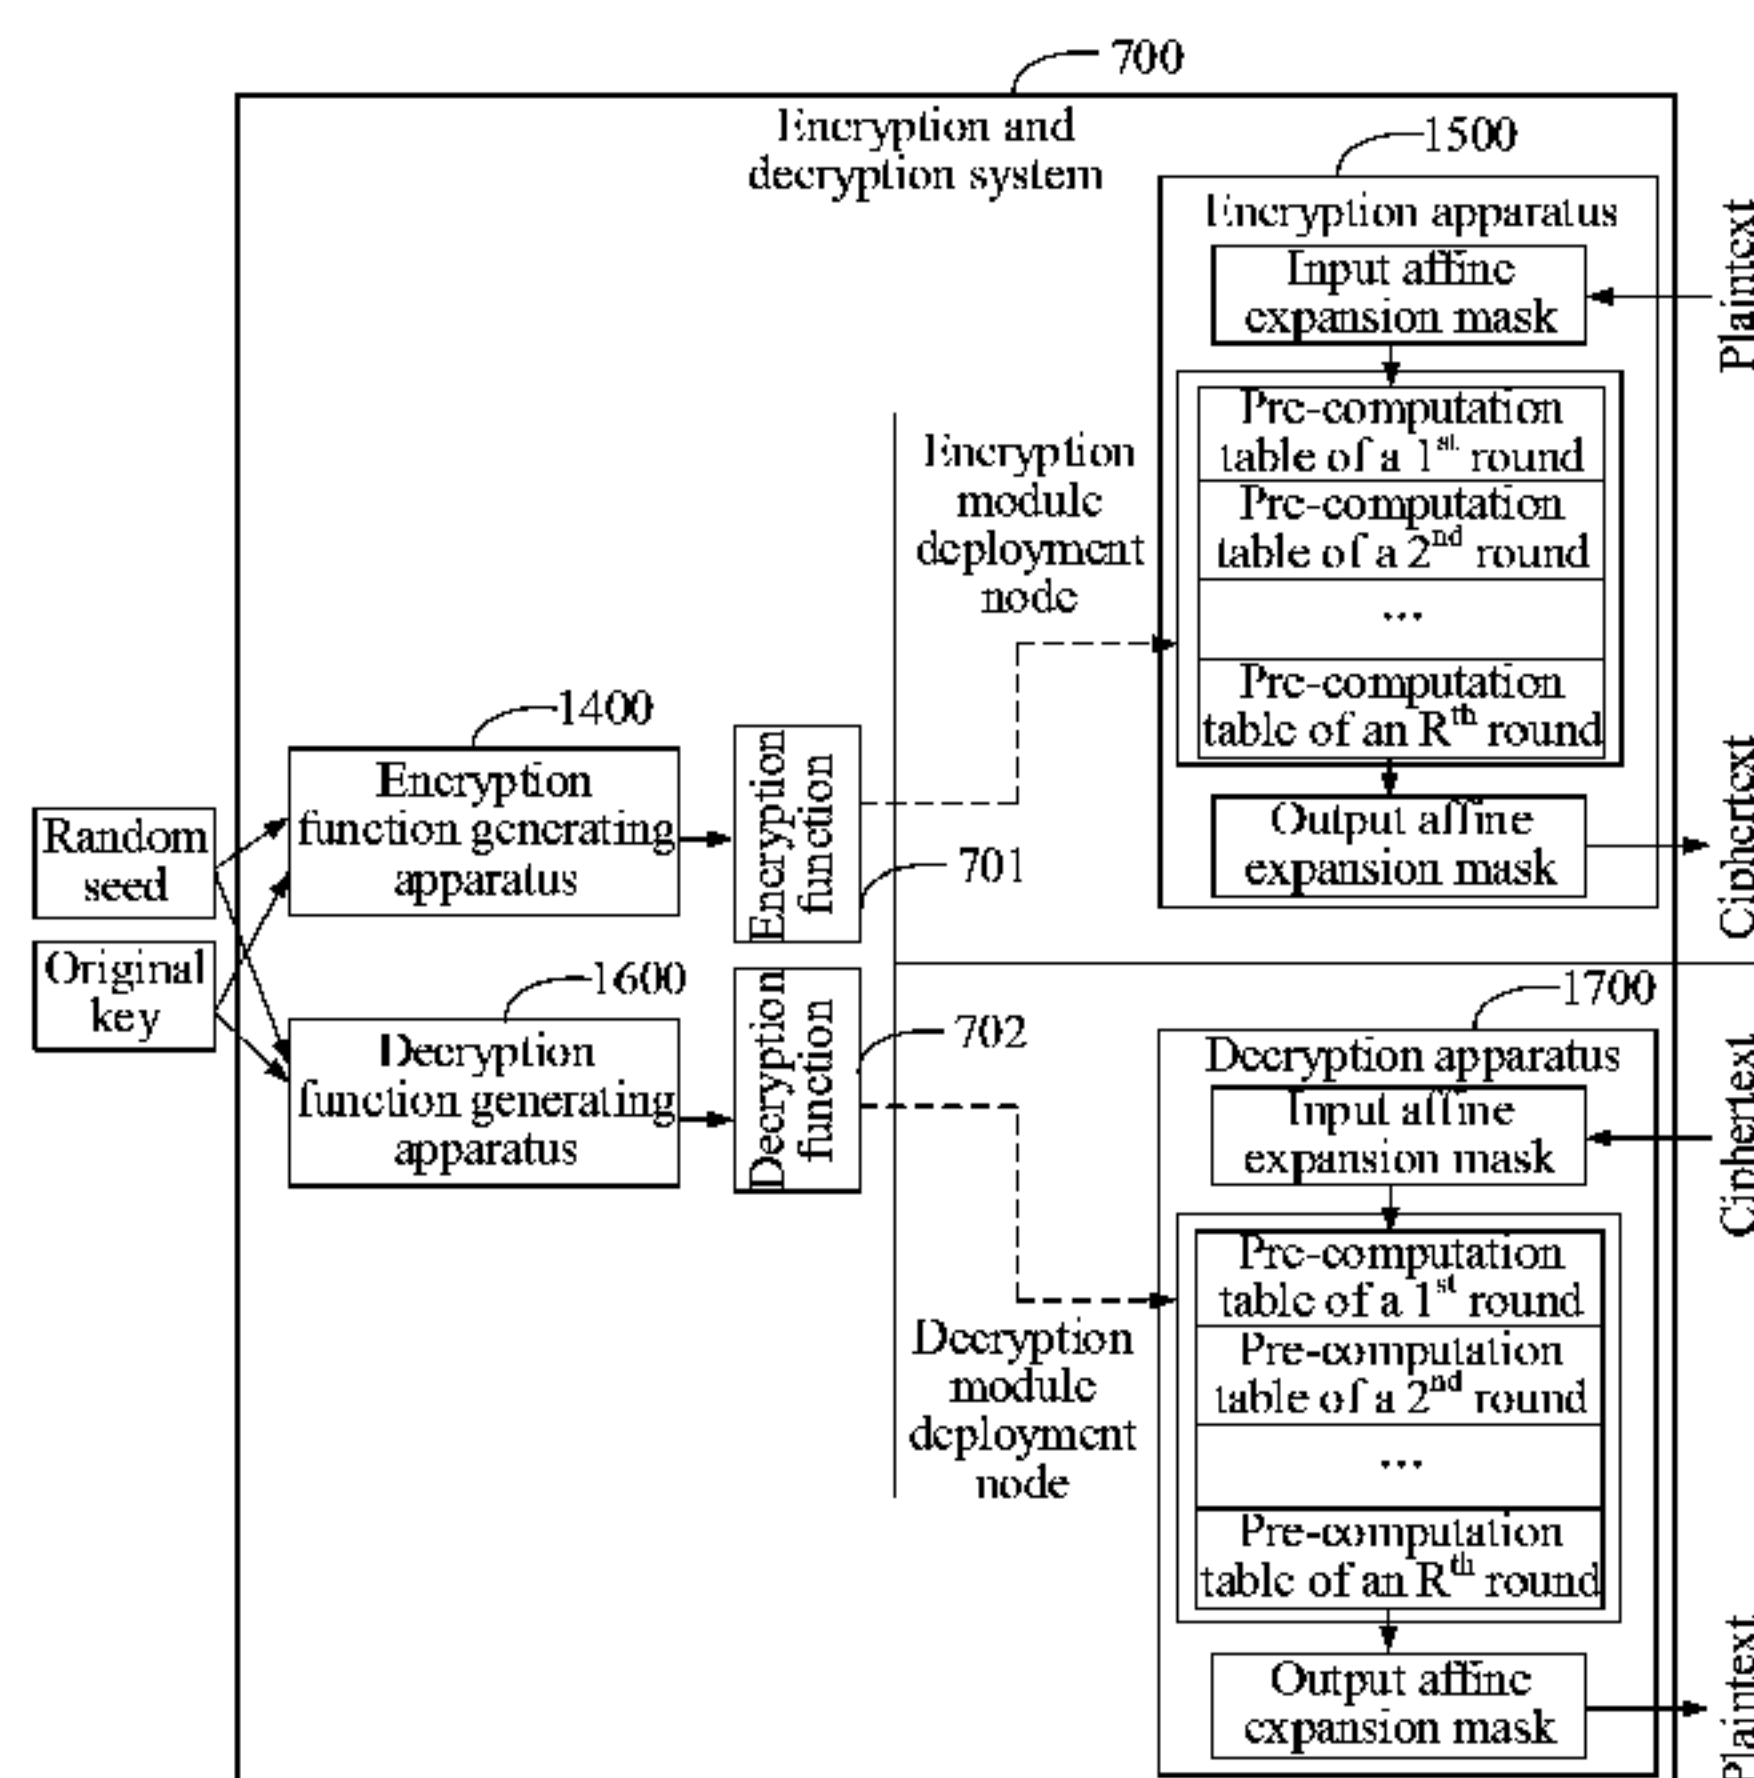 700
Encryption and
decryption system
1500
Encryption apparatus
Input affine
expansion mask
Plaintext
Pre-computation
table of a 1st round
Pre-computation
table of a 2nd round
...
Pre-computation
table of an Rth round
Output affine
expansion mask
Ciphertext
Encryption
module
deployment
node
1400
Encryption
function generating
apparatus
Encryption
function
701
Random
seed
Original
key
1600
Decryption
function generating
apparatus
Decryption
function
702
1700
Decryption apparatus
Input affine
expansion mask
Ciphertext
Pre-computation
table of a 1st round
Pre-computation
table of a 2nd round
...
Pre-computation
table of an Rth round
Output affine
expansion mask
Plaintext
Decryption
module
deployment
node